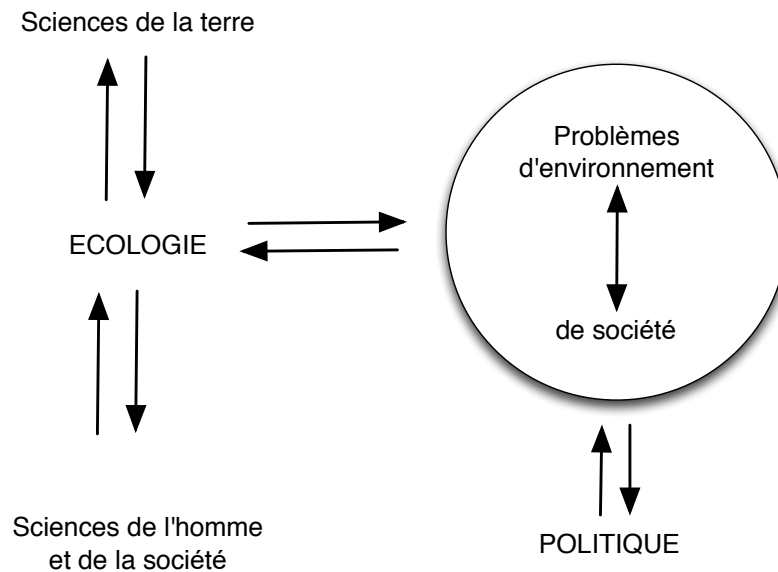 Sciences de la terre
Problèmes
d'environnement
ECOLOGIE
de société
Sciences de l'homme
et de la société
POLITIQUE